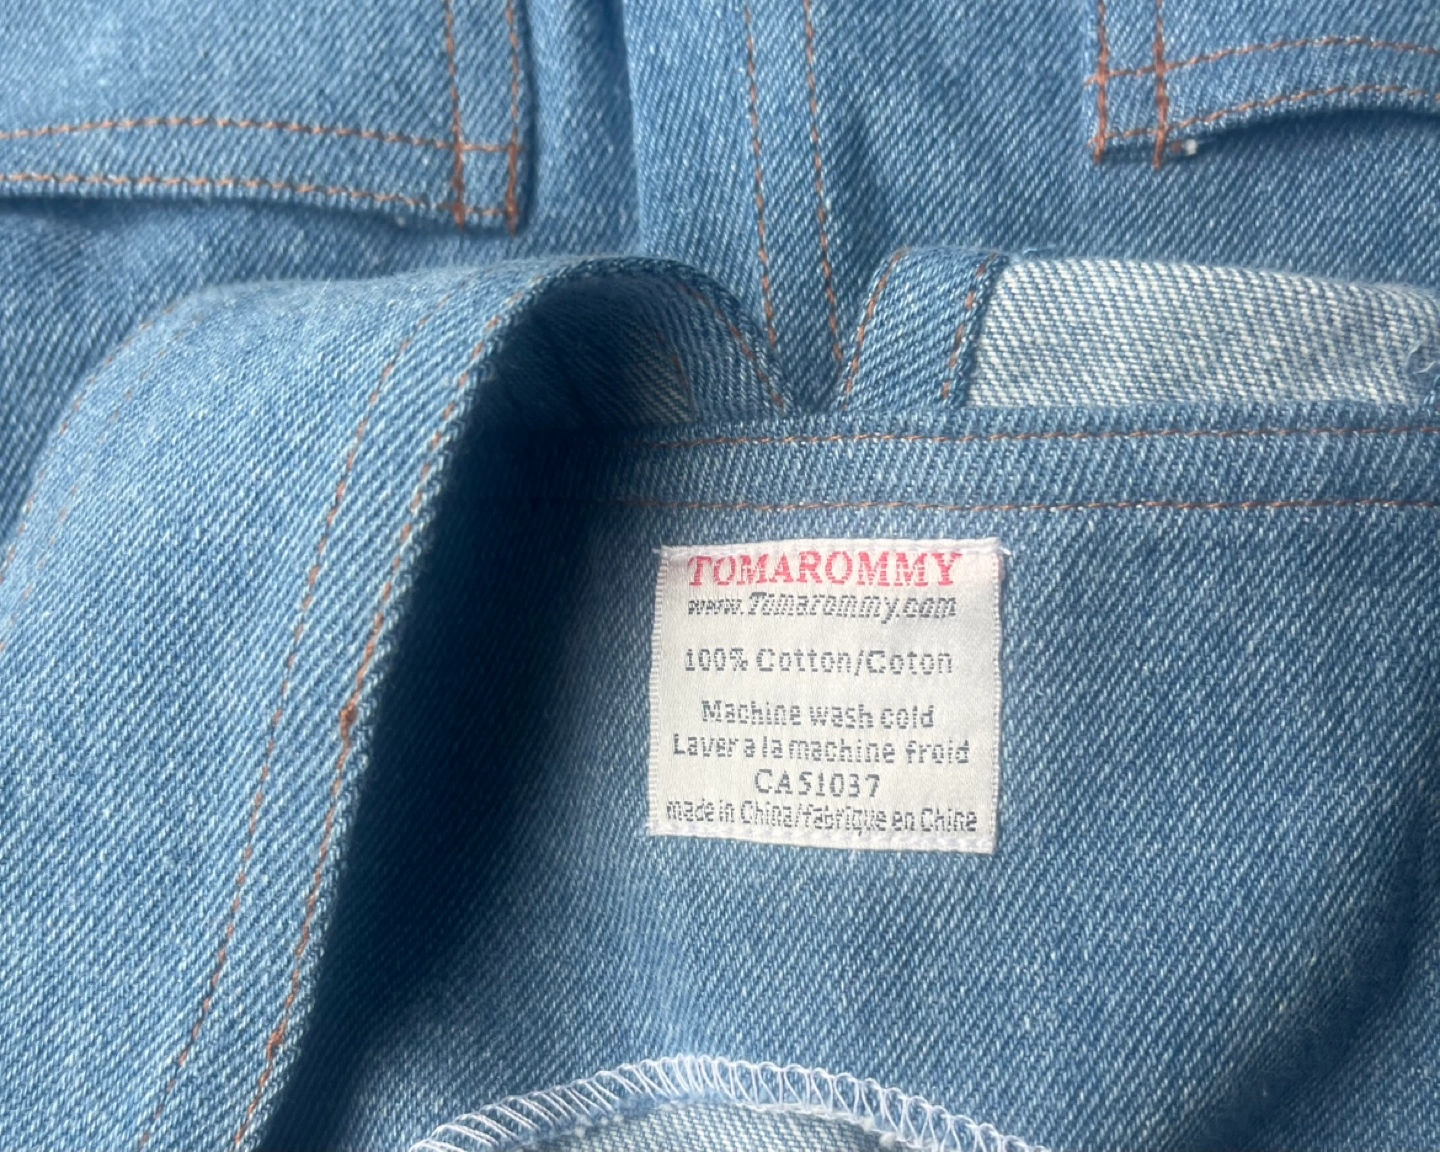 TOMAROMMY
www.Tomarommy.com
100% Cotton/Coton
Machine wash cold
Laver a la machine froid
CA51037
made in China/fabrique en Chine